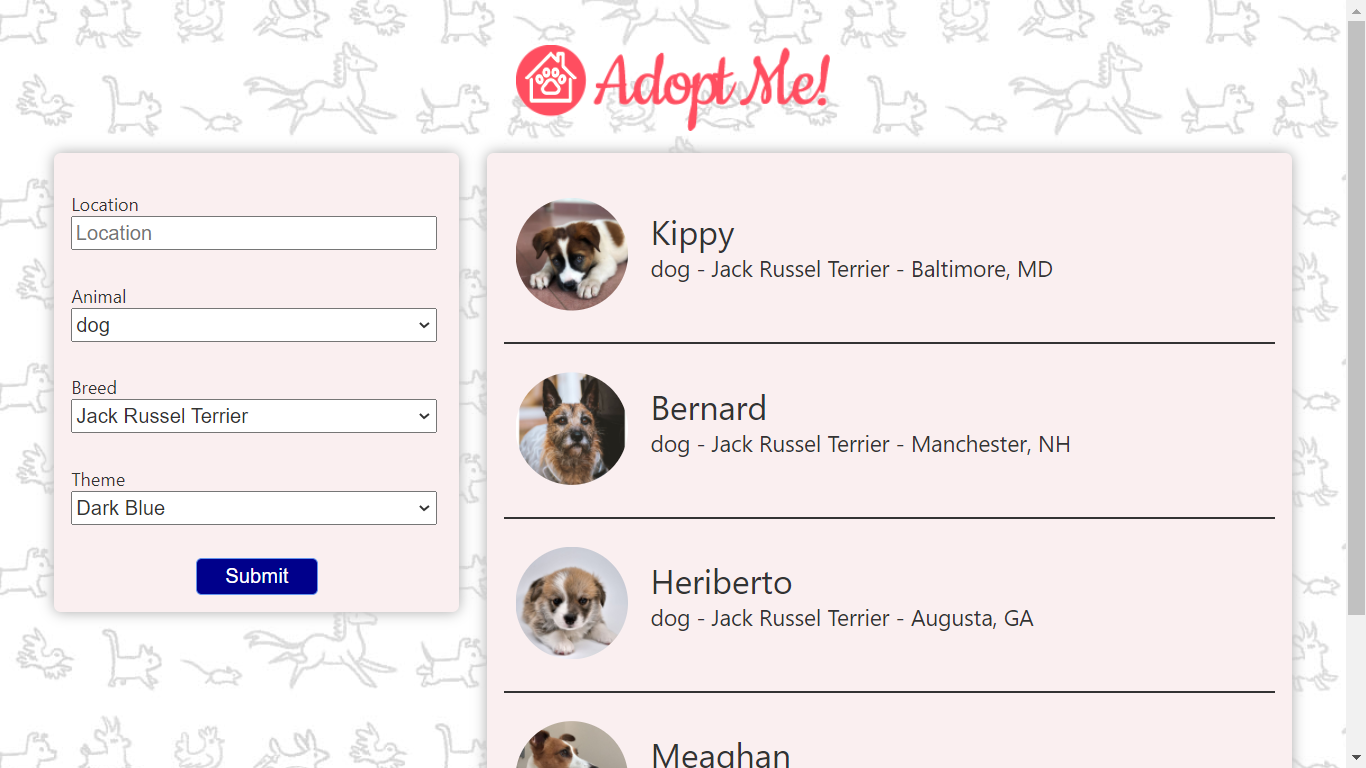 Adopt Me!
Location
Location
Animal
dog
Breed
Jack Russel Terrier
Theme
Dark Blue
Submit
Kippy
dog - Jack Russel Terrier - Baltimore, MD
Bernard
dog - Jack Russel Terrier - Manchester, NH
Heriberto
dog - Jack Russel Terrier - Augusta, GA
Meaghan